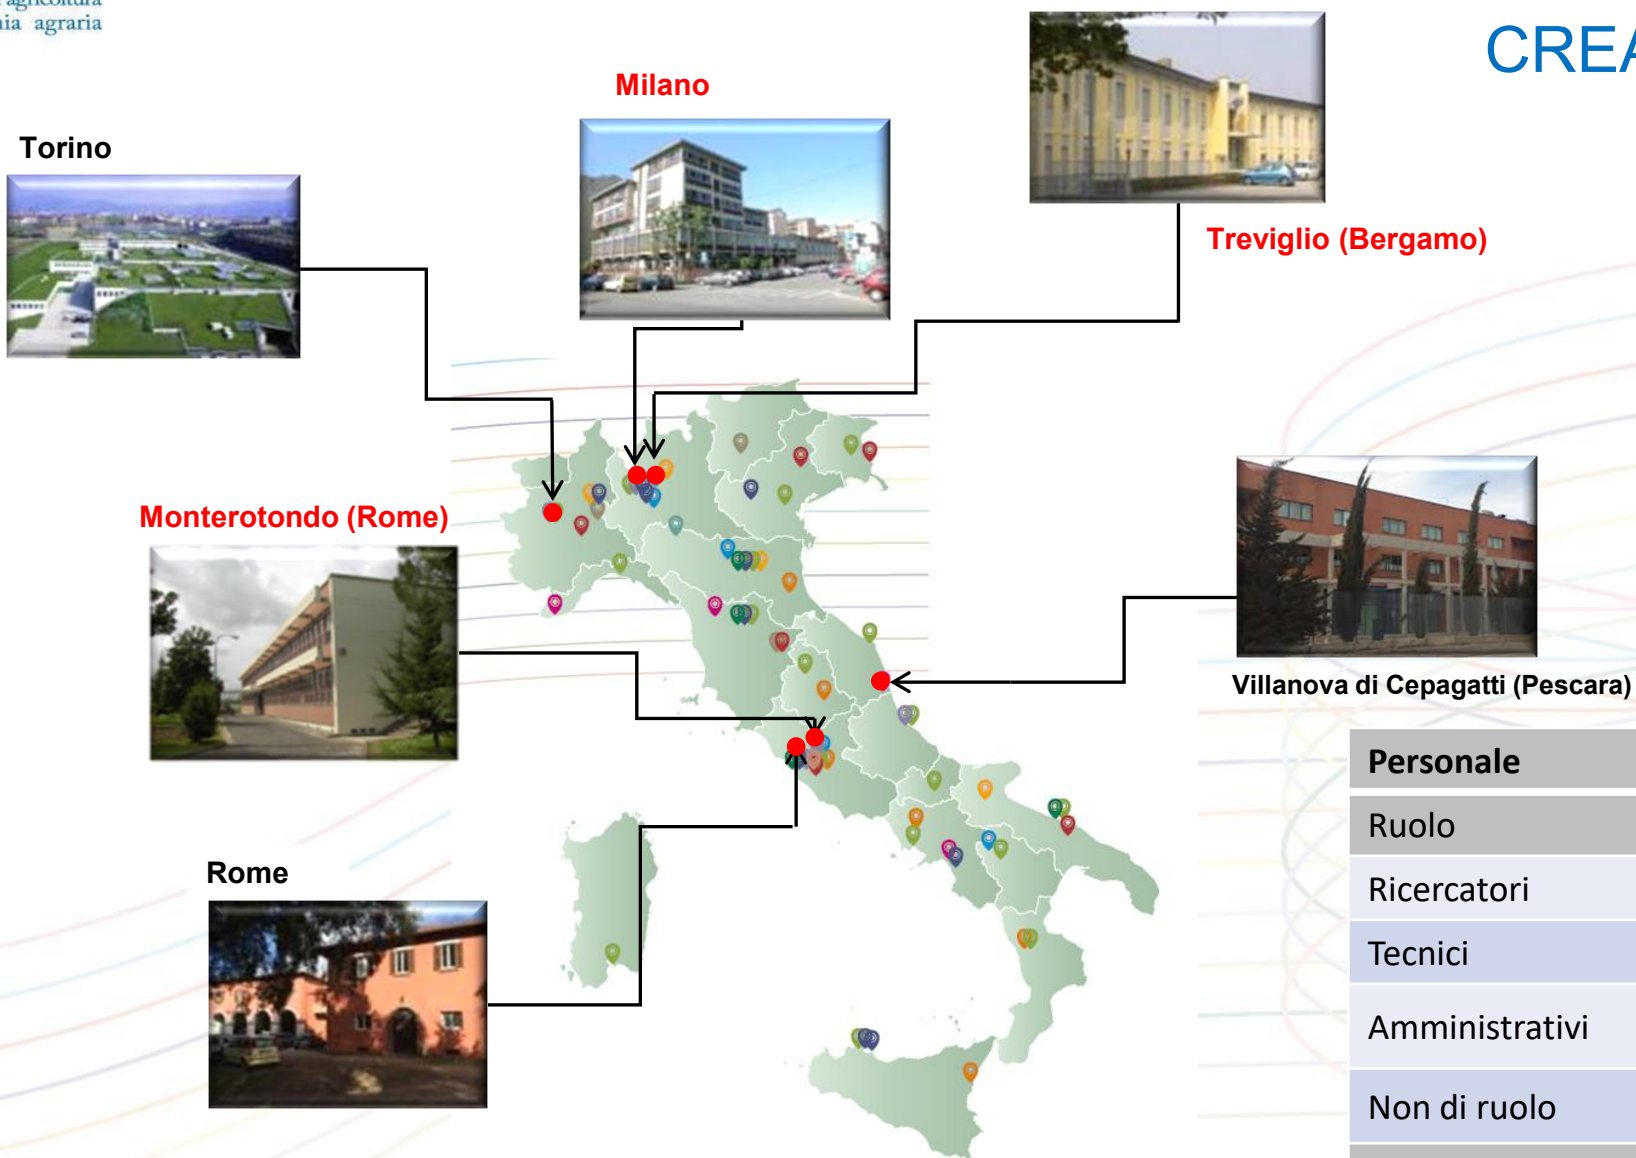 agricoltura
agraria
CREA
Milano
Torino
Treviglio (Bergamo)
Monterotondo (Rome)
Villanova di Cepagatti (Pescara)
Rome
Personale
Ruolo
Ricercatori
Tecnici
Amministrativi
Non di ruolo